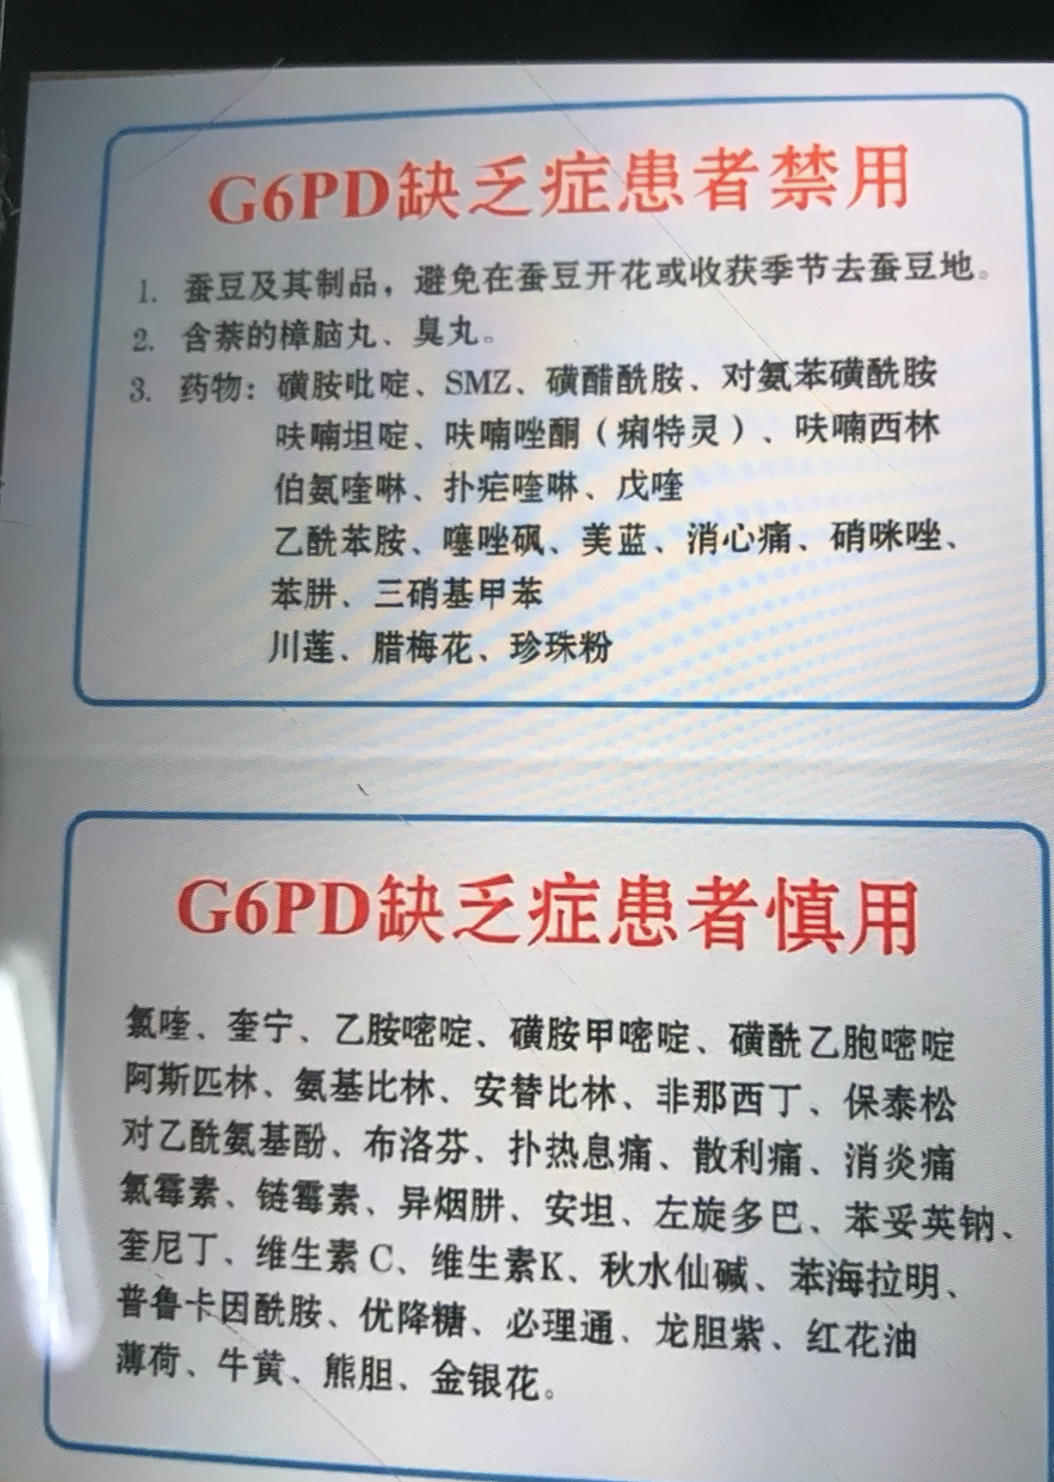 G6PD缺乏症患者禁用
1. 蚕豆及其制品，避免在蚕豆开花或收获季节去蚕豆地。
2. 含萘的樟脑丸、臭丸。
3. 药物：磺胺吡啶、SMZ、磺醋酰胺、对氨苯磺酰胺
呋喃坦啶、呋喃唑酮（痢特灵）、呋喃西林
伯氨喹啉、扑疟喹啉、戊喹
乙酰苯胺、噻唑砜、美蓝、消心痛、硝咪唑、
苯肼、三硝基甲苯
川莲、腊梅花、珍珠粉
G6PD缺乏症患者慎用
氯喹、奎宁、乙胺嘧啶、磺胺甲嘧啶、磺酰乙胞嘧啶
阿斯匹林、氨基比林、安替比林、非那西丁、保泰松
对乙酰氨基酚、布洛芬、扑热息痛、散利痛、消炎痛
氯霉素、链霉素、异烟肼、安坦、左旋多巴、苯妥英钠、
奎尼丁、维生素C、维生素K、秋水仙碱、苯海拉明、
普鲁卡因酰胺、优降糖、必理通、龙胆紫、红花油
薄荷、牛黄、熊胆、金银花。